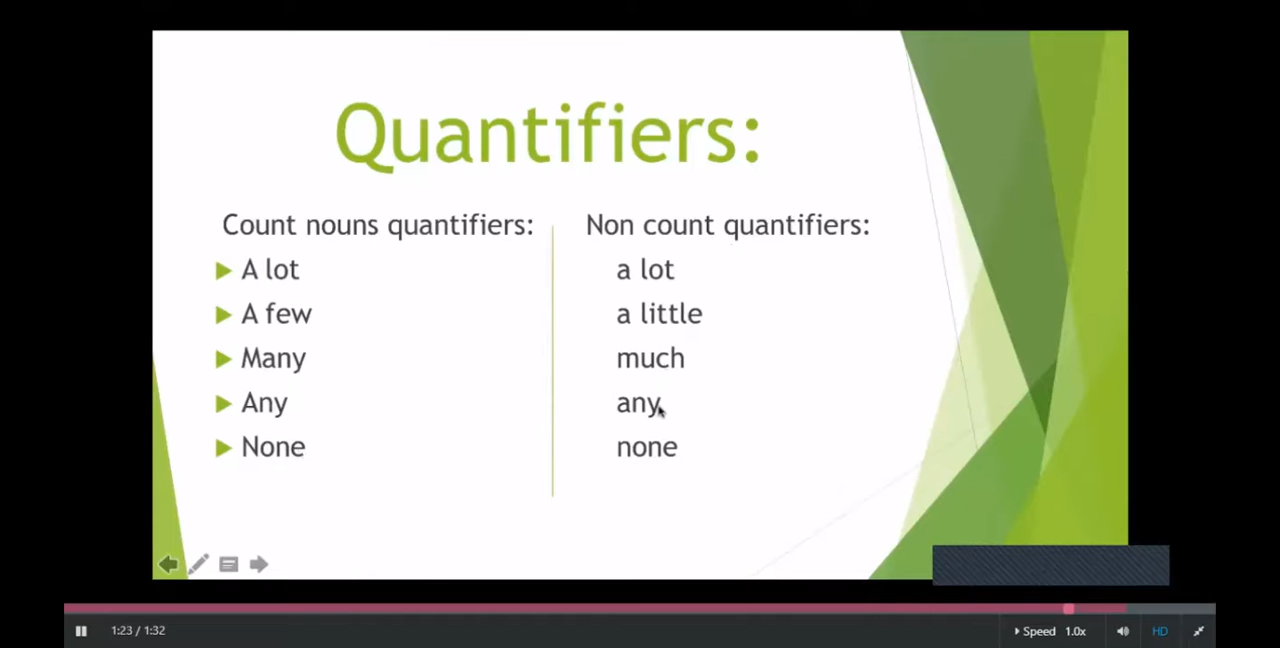 Quantifiers:
Count nouns quantifiers:
A lot
A few
Many
Any
None
Non count quantifiers:
a lot
a little
much
any
none
1:23 / 1:32
Speed 1.0x
HD